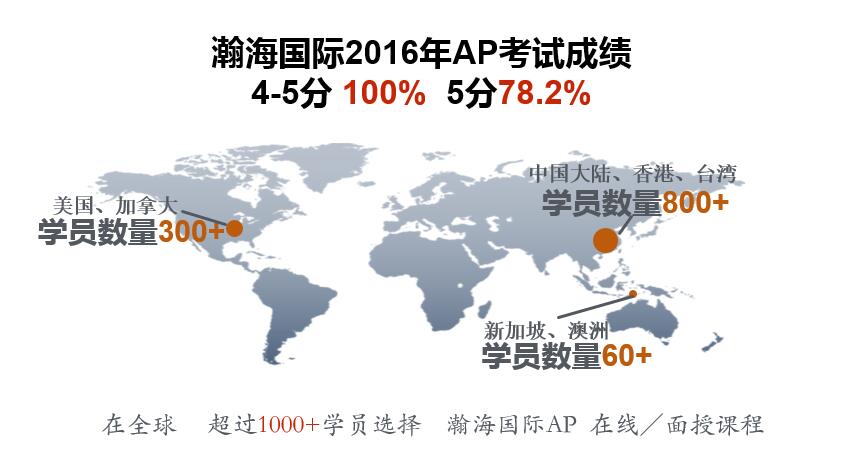 瀚海国际2016年AP考试成绩
4-5分 100% 5分78.2%
中国大陆、香港、台湾
学员数量800+
美国、加拿大
学员数量300+
新加坡、澳洲
学员数量60+
在全球 超过1000+学员选择 瀚海国际AP 在线／面授课程